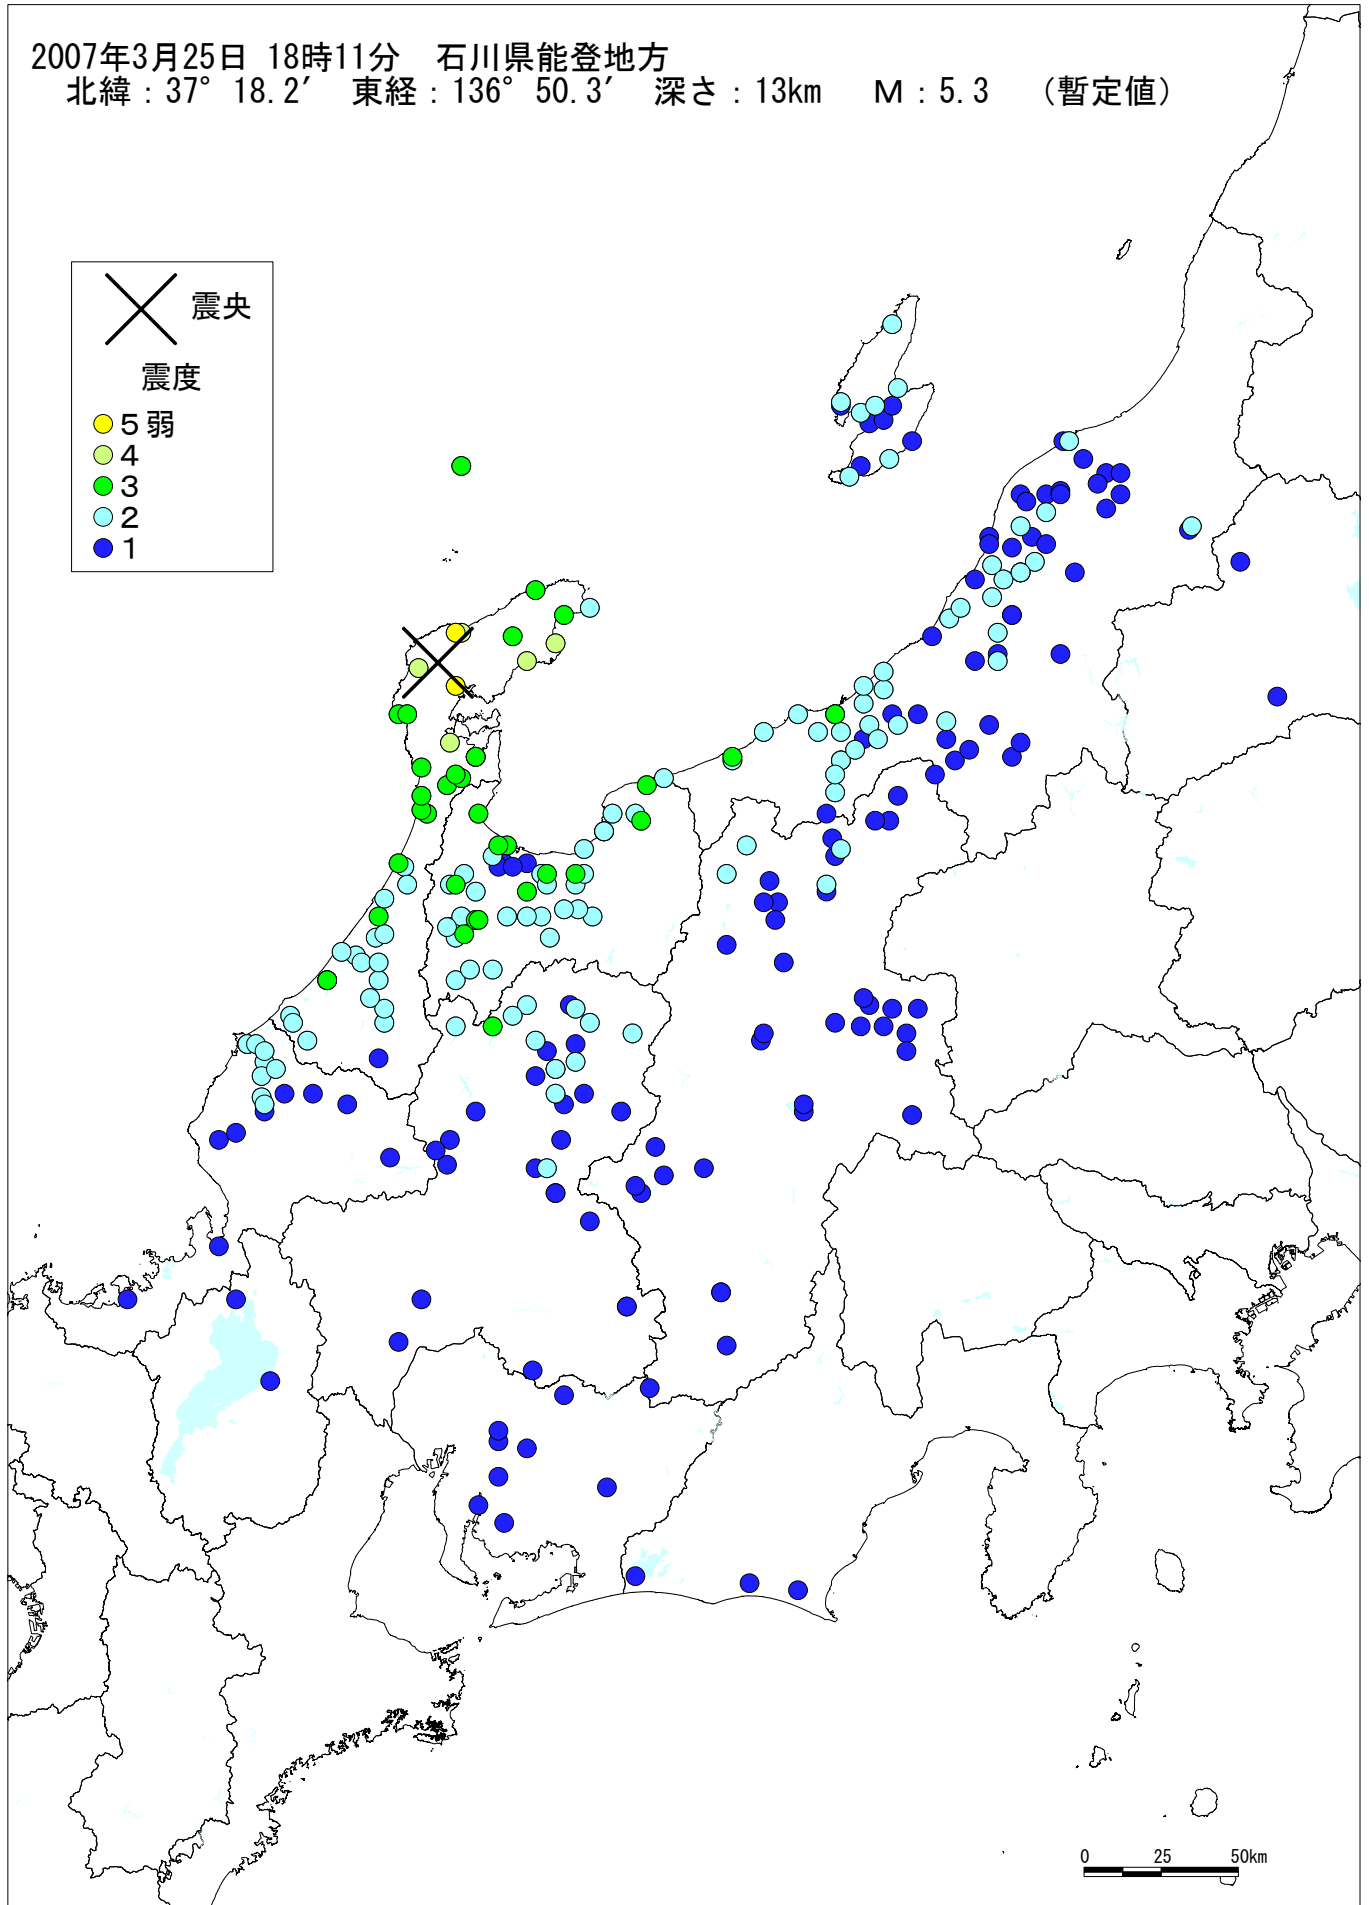 2007年3月25日 18時11分 石川県能登地方
北緯：37° 18.2′ 東経：136° 50.3′ 深さ：13km M：5.3 （暫定値）
震央
震度
5弱
4
3
2
1
0 25 50km